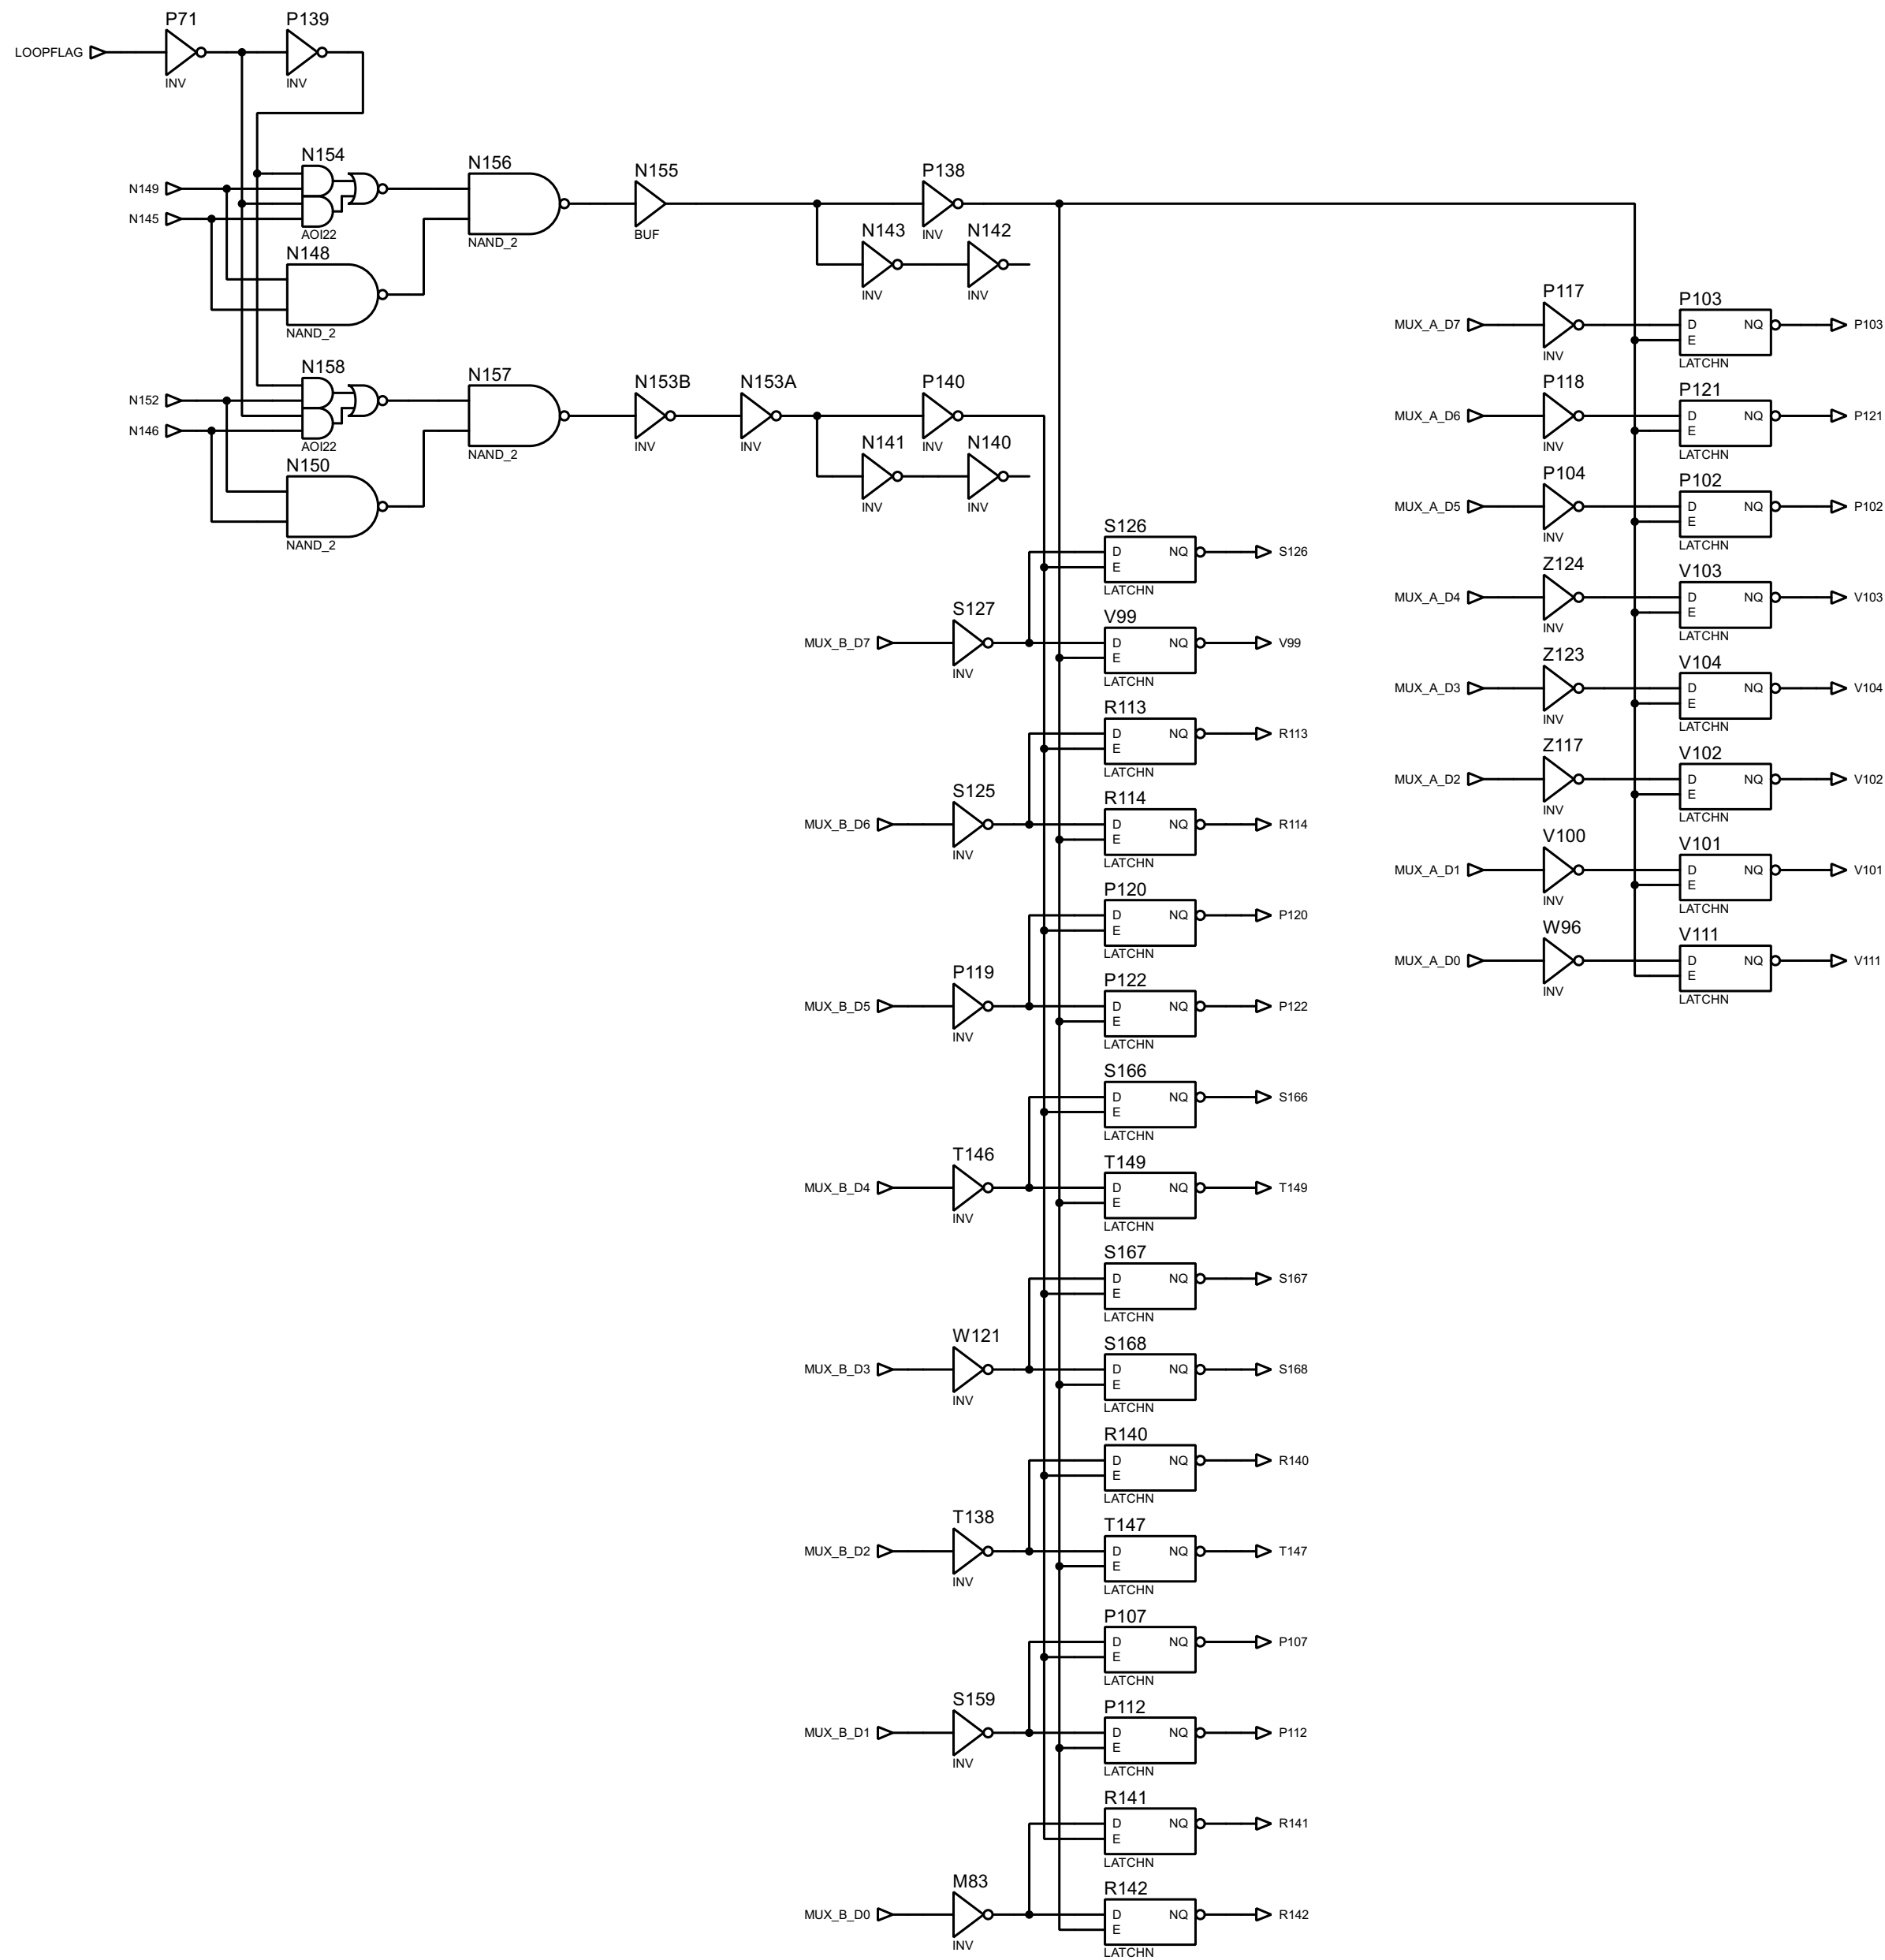 P71
P139
LOOPFLAG
INV
INV
N154
N149
N145
AOI22
N156
NAND_2
N155
BUF
P138
INV
N143
INV
N142
INV
N148
NAND_2
N158
N152
N146
AOI22
N157
NAND_2
N153B
INV
N153A
INV
P140
INV
N141
INV
N140
INV
N150
NAND_2
S126
D NQ S126
E
LATCHN
S127
MUX_B_D7
INV
V99
D NQ V99
E
LATCHN
R113
D NQ R113
E
LATCHN
S125
MUX_B_D6
INV
R114
D NQ R114
E
LATCHN
P120
D NQ P120
E
LATCHN
P119
MUX_B_D5
INV
P122
D NQ P122
E
LATCHN
S166
D NQ S166
E
LATCHN
T146
MUX_B_D4
INV
T149
D NQ T149
E
LATCHN
S167
D NQ S167
E
LATCHN
W121
MUX_B_D3
INV
S168
D NQ S168
E
LATCHN
R140
D NQ R140
E
LATCHN
T138
MUX_B_D2
INV
T147
D NQ T147
E
LATCHN
P107
D NQ P107
E
LATCHN
S159
MUX_B_D1
INV
P112
D NQ P112
E
LATCHN
R141
D NQ R141
E
LATCHN
M83
MUX_B_D0
INV
R142
D NQ R142
E
LATCHN
P117
MUX_A_D7
INV
P103
D NQ P103
E
LATCHN
P118
MUX_A_D6
INV
P121
D NQ P121
E
LATCHN
P104
MUX_A_D5
INV
P102
D NQ P102
E
LATCHN
Z124
MUX_A_D4
INV
V103
D NQ V103
E
LATCHN
Z123
MUX_A_D3
INV
V104
D NQ V104
E
LATCHN
Z117
MUX_A_D2
INV
V102
D NQ V102
E
LATCHN
V100
MUX_A_D1
INV
V101
D NQ V101
E
LATCHN
W96
MUX_A_D0
INV
V111
D NQ V111
E
LATCHN